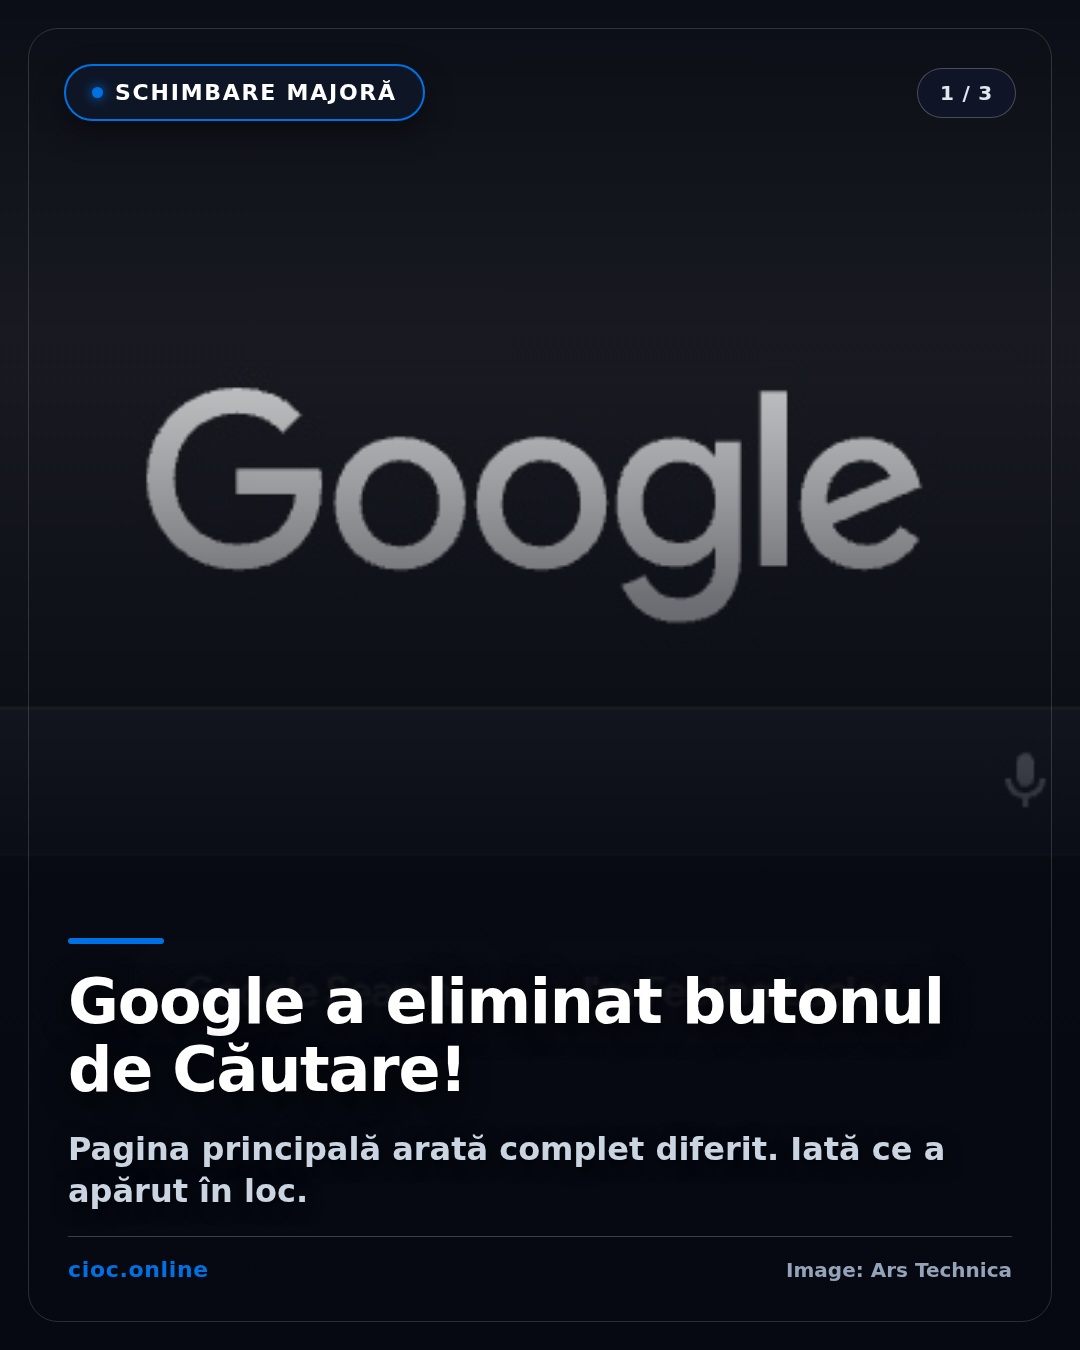 SCHIMBARE MAJORĂ
1 / 3
Google
Google a eliminat butonul
de Căutare!
Pagina principală arată complet diferit. Iată ce a
apărut în loc.
cioc.online
Image: Ars Technica